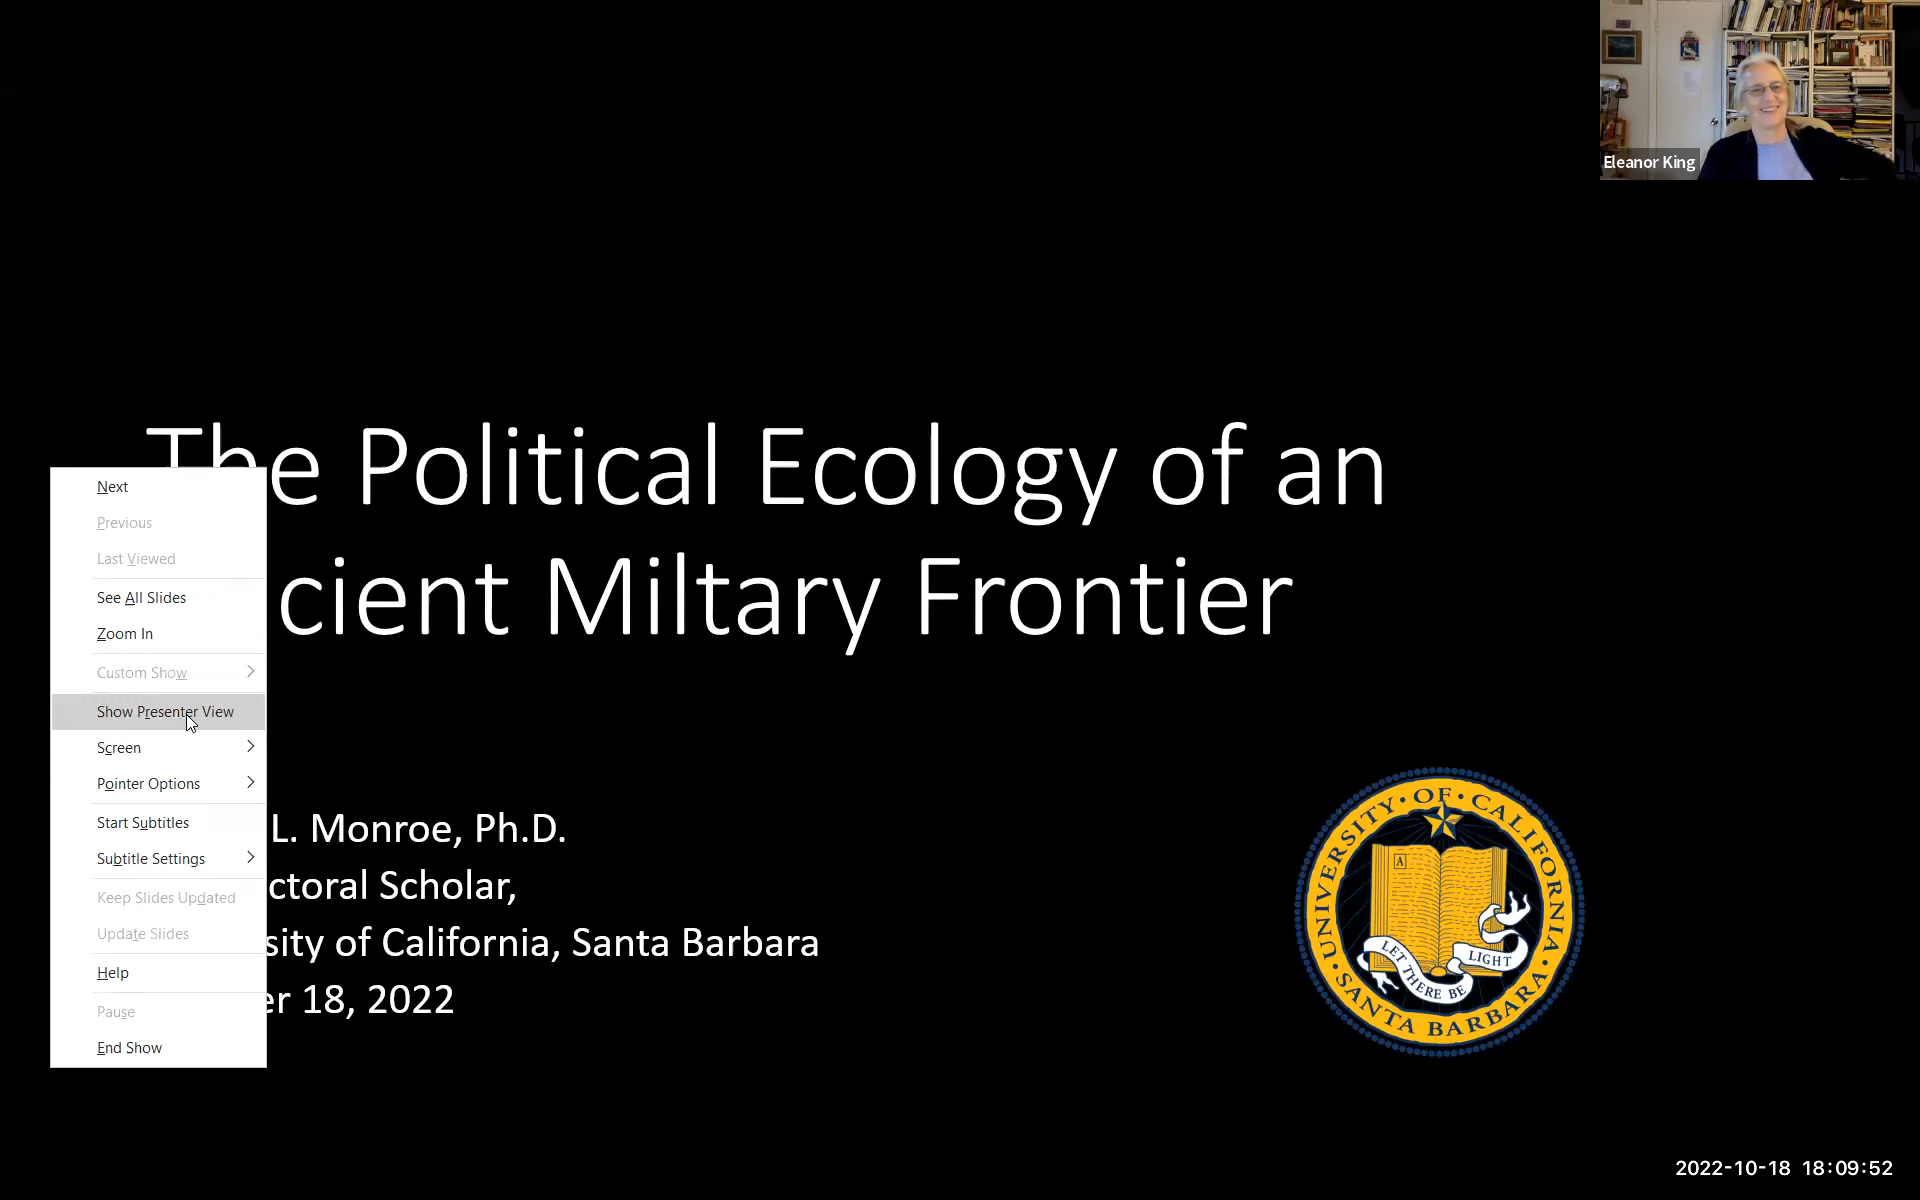 Eleanor King
The Political Ecology of an
cient Miltary Frontier
Next
Previous
Last Viewed
See All Slides
Zoom In
Custom Show
Show Presenter View
Screen
Pointer Options
Start Subtitles
Subtitle Settings
Keep Slides Updated
Update Slides
Help
Pause
End Show
L. Monroe, Ph.D.
ctoral Scholar,
sity of California, Santa Barbara
er 18, 2022
UNIVERSITY · OF · CALIFORNIA · SANTA BARBARA ·
A
LET THERE BE LIGHT
2022-10-18 18:09:52